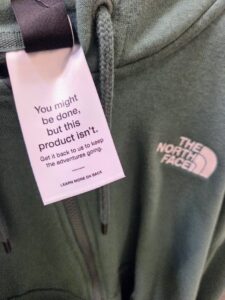 You might
be done,
but this
product isn't.
Get it back to us to keep
the adventures going.
LEARN MORE ON BACK
THE
NORTH
FACE